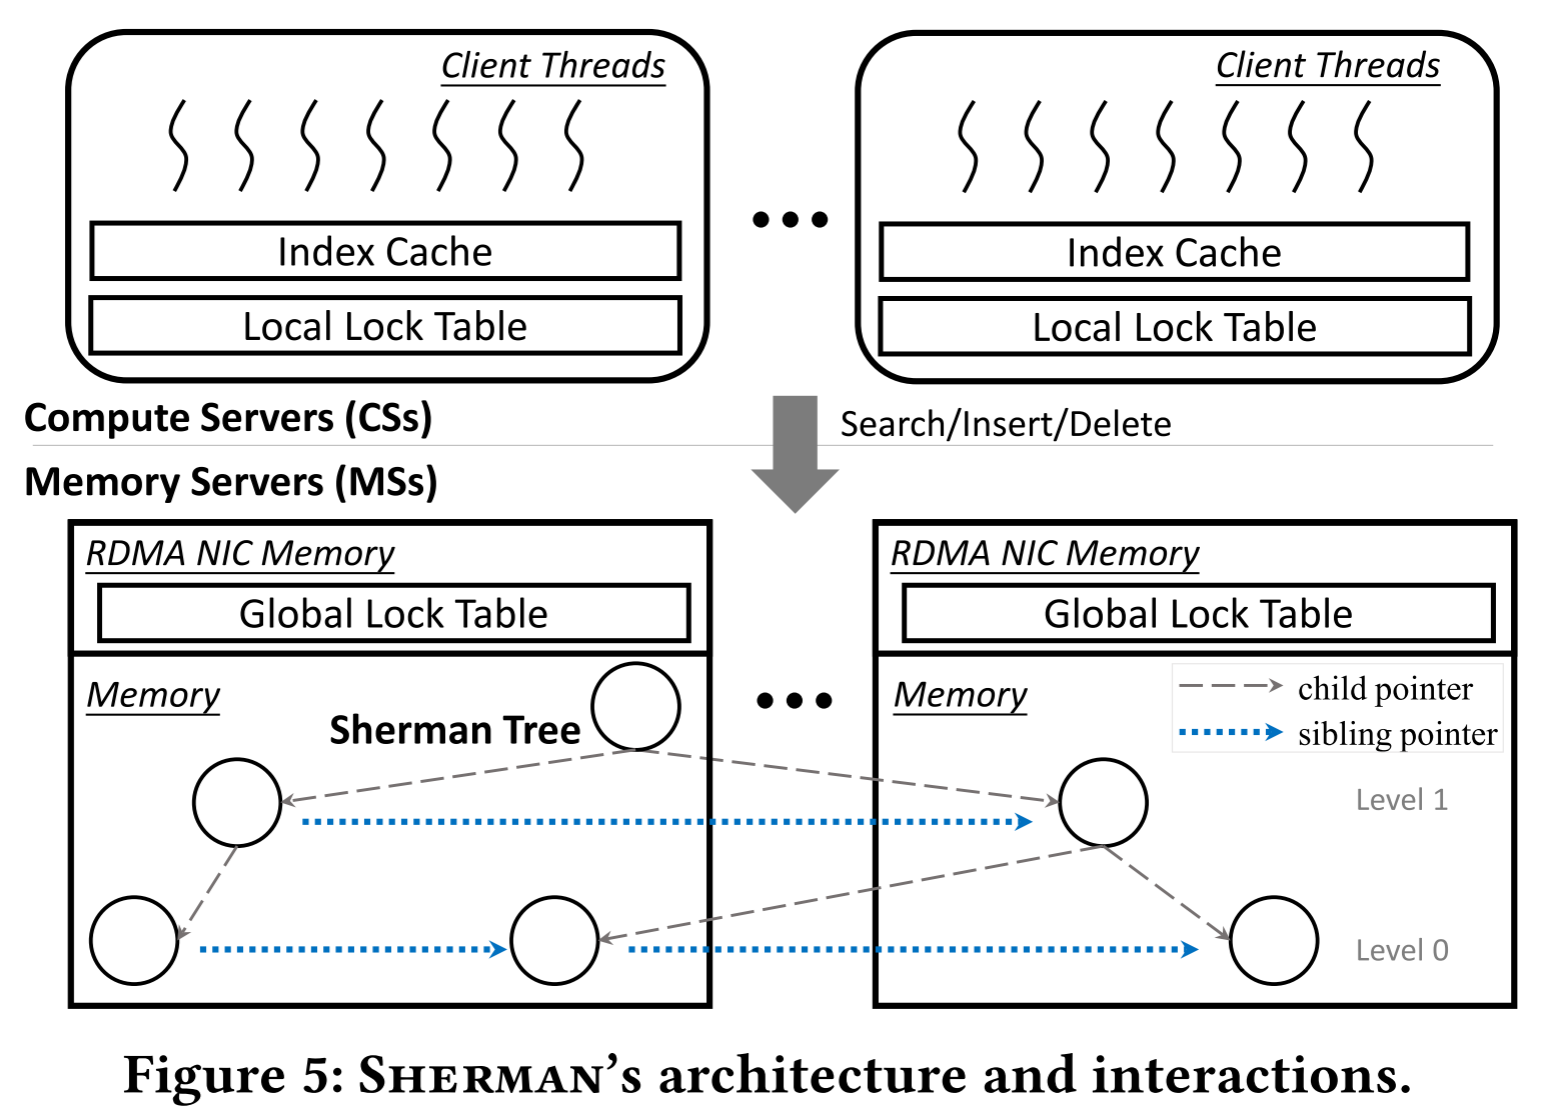 Client Threads
Index Cache
Local Lock Table
Client Threads
Index Cache
Local Lock Table
Compute Servers (CSs)
Search/Insert/Delete
Memory Servers (MSs)
RDMA NIC Memory
Global Lock Table
Memory
Sherman Tree
RDMA NIC Memory
Global Lock Table
Memory
child pointer
sibling pointer
Level 1
Level 0
Figure 5: SHERMAN's architecture and interactions.